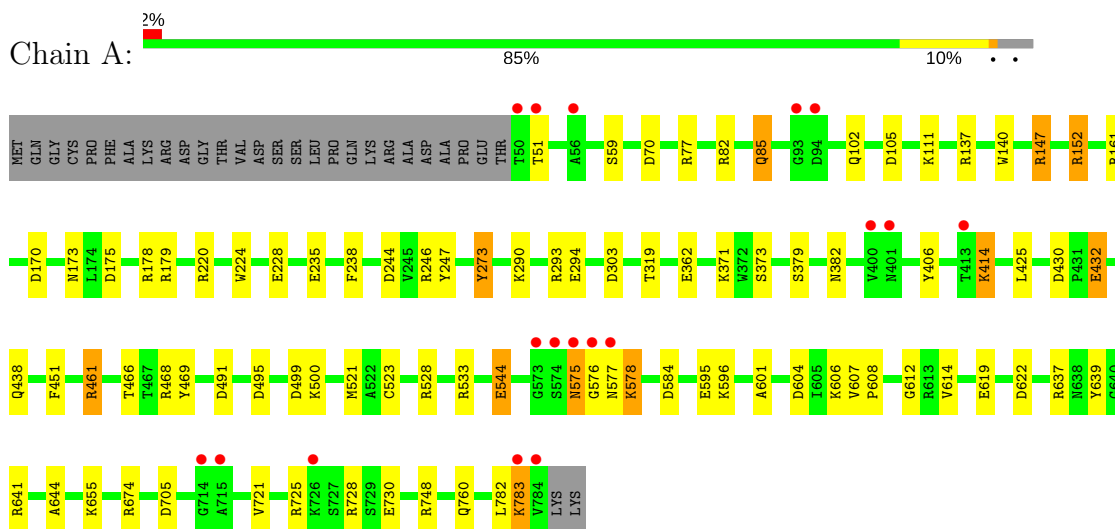 2%
Chain A:
85% 10% • •
MET GLN GLY CYS PRO PHE ALA LYS ARG ASP GLY THR VAL ASP SER SER LEU PRO GLN LYS ARG ALA ASP ALA PRO GLU THR T50 T51 A56 S59 D70 R77 R82 Q85 G93 D94 Q102 D105 K111 R137 W140 R147 R152 R161
D170 N173 L174 D175 R178 R179 R220 W224 E228 E235 F238 D244 V245 R246 Y247 Y273 K290 R293 E294 D303 T319 E362 K371 W372 S373 S379 N382 V400 N401 Y406 T413 K414 L425 D430 P431 E432
Q438 F451 R461 T466 T467 R468 Y469 D491 D495 D499 K500 M521 A522 C523 R528 R533 E544 G573 S574 N575 G576 N577 K578 D584 E595 K596 A601 D604 I605 K606 V607 P608 G612 R613 V614 E619 D622 R637 N638 Y639 G640
R641 A644 K655 R674 D705 G714 A715 V721 R725 K726 S727 R728 S729 E730 R748 Q760 L782 K783 V784 LYS LYS